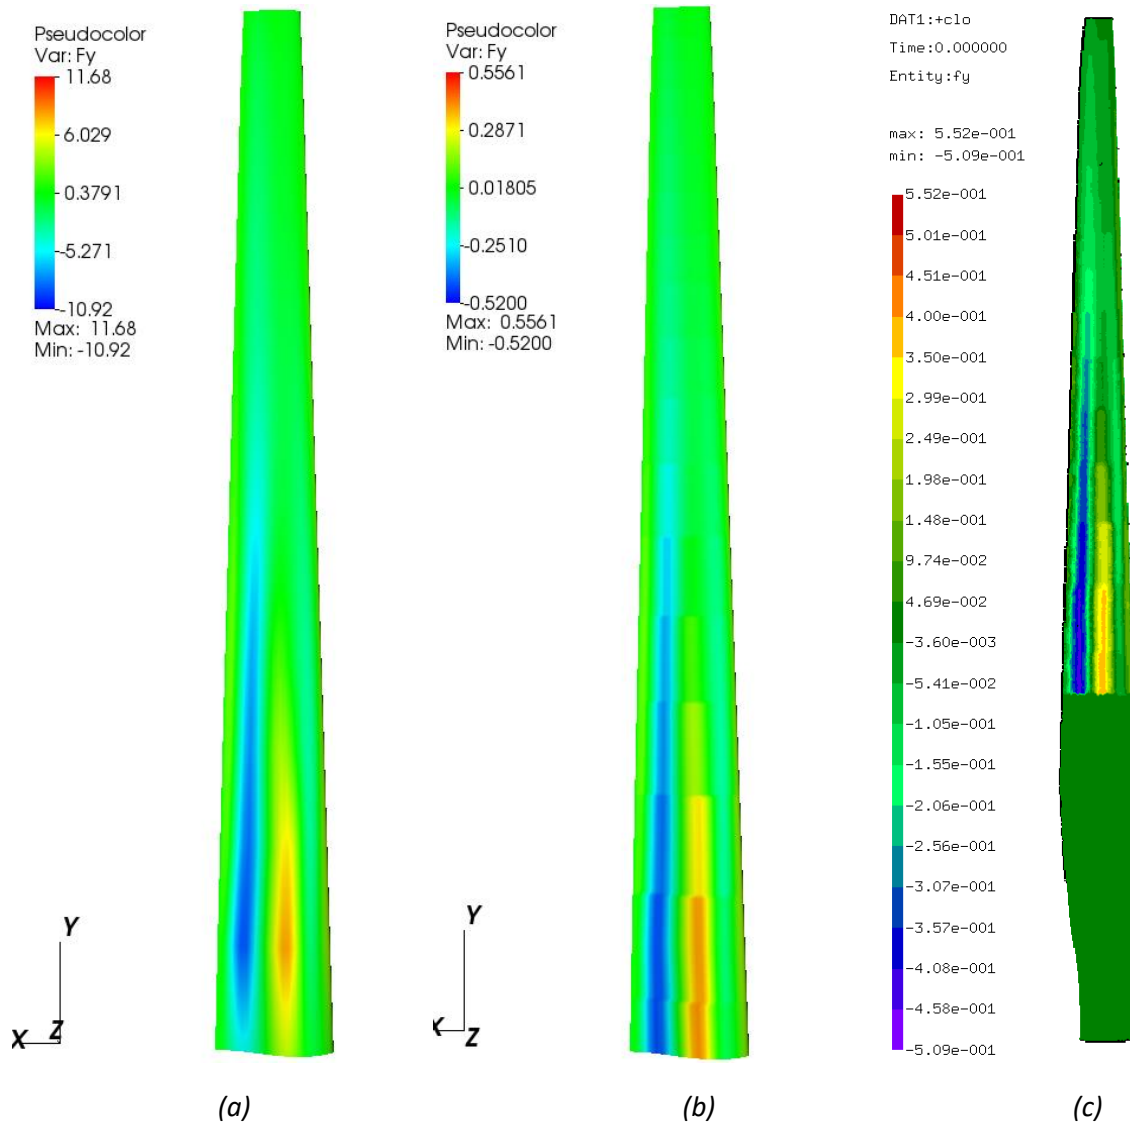 Pseudocolor
Var: Fy
11.68
6.029
0.3791
-5.271
-10.92
Max: 11.68
Min: -10.92
Y
X
Z
(a)
Pseudocolor
Var: Fy
0.5561
0.2871
0.01805
-0.2510
-0.5200
Max: 0.5561
Min: -0.5200
Y
X
Z
(b)
DAT1:+clo
Time:0.000000
Entity:fy
max: 5.52e-001
min: -5.09e-001
5.52e-001
5.01e-001
4.51e-001
4.00e-001
3.50e-001
2.99e-001
2.49e-001
1.98e-001
1.48e-001
9.74e-002
4.69e-002
-3.60e-003
-5.41e-002
-1.05e-001
-1.55e-001
-2.06e-001
-2.56e-001
-3.07e-001
-3.57e-001
-4.08e-001
-4.58e-001
-5.09e-001
(c)